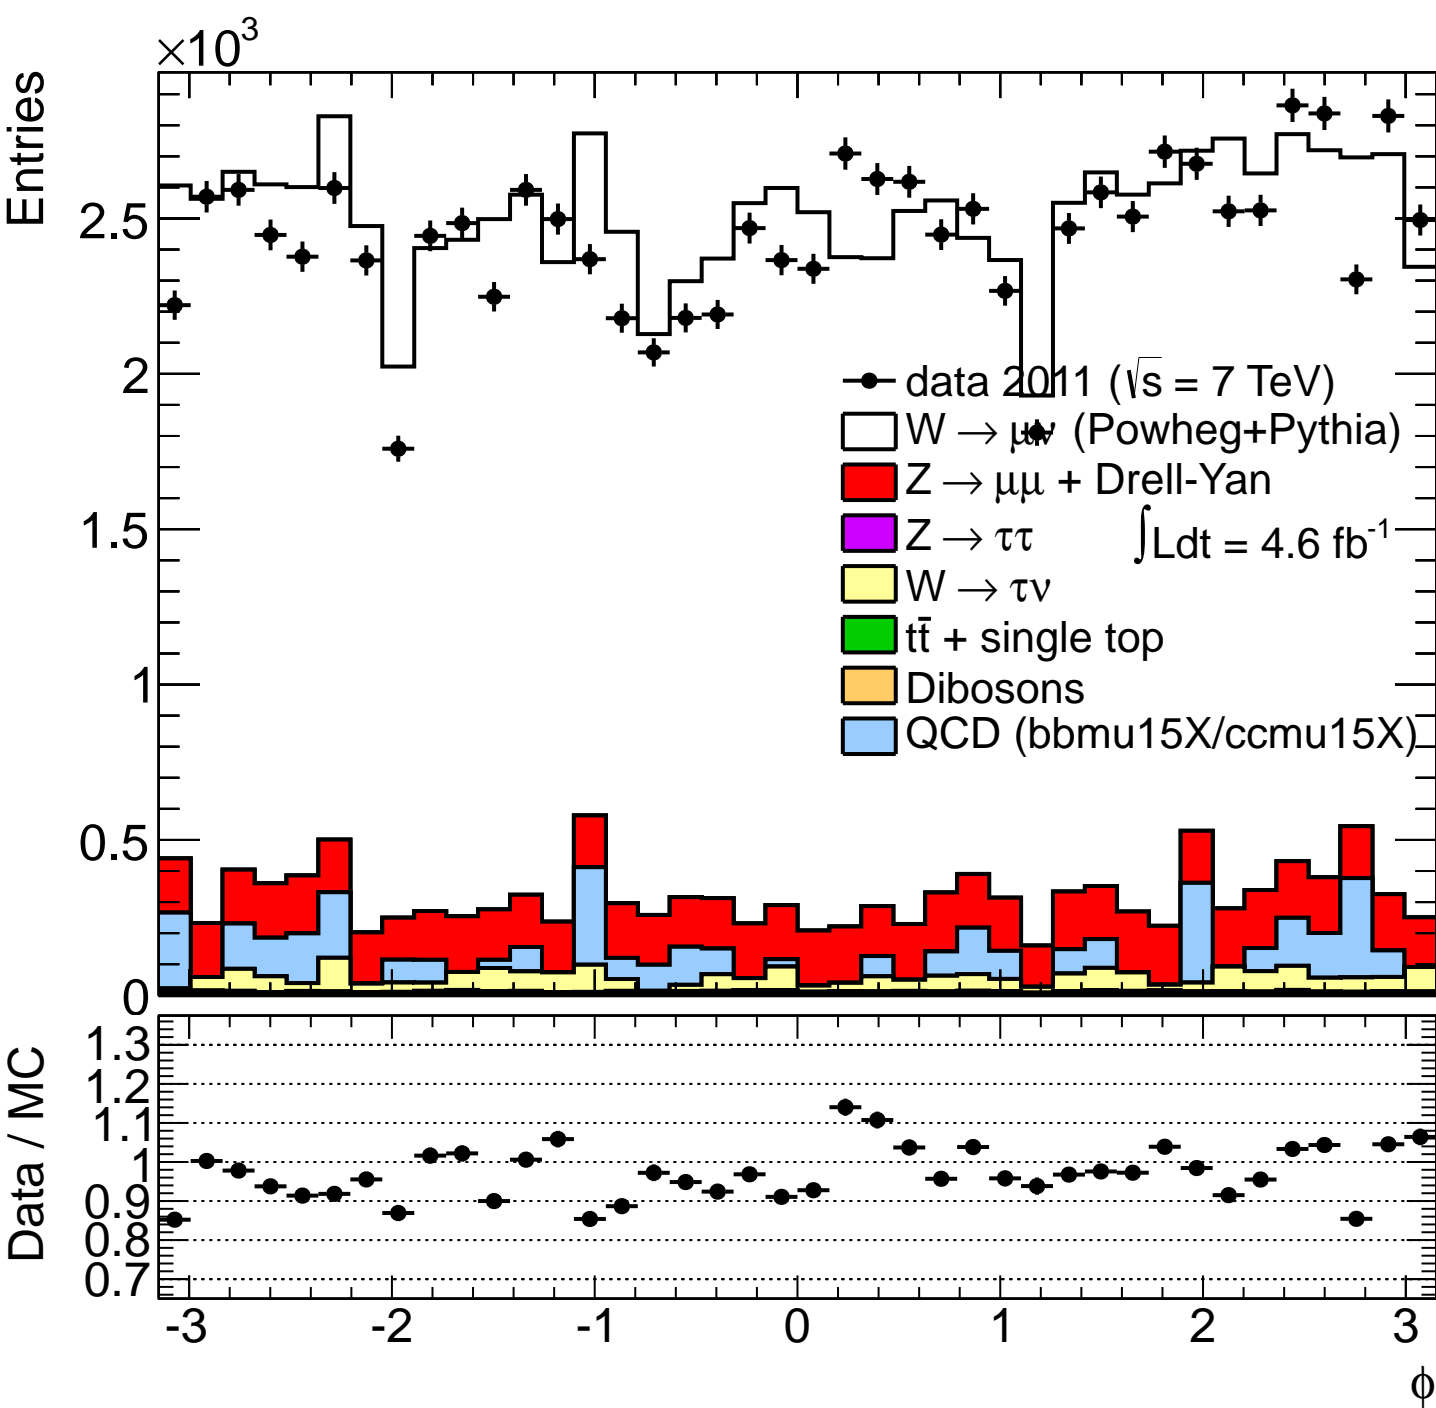 ×10³
Entries
2.5
2
1.5
1
0.5
0
data 2011 (√s = 7 TeV)
W → μν (Powheg+Pythia)
Z → μμ + Drell-Yan
Z → ττ
∫Ldt = 4.6 fb⁻¹
W → τν
tt̄ + single top
Dibosons
QCD (bbmu15X/ccmu15X)
Data / MC
1.3
1.2
1.1
1
0.9
0.8
0.7
-3 -2 -1 0 1 2 3
ϕ